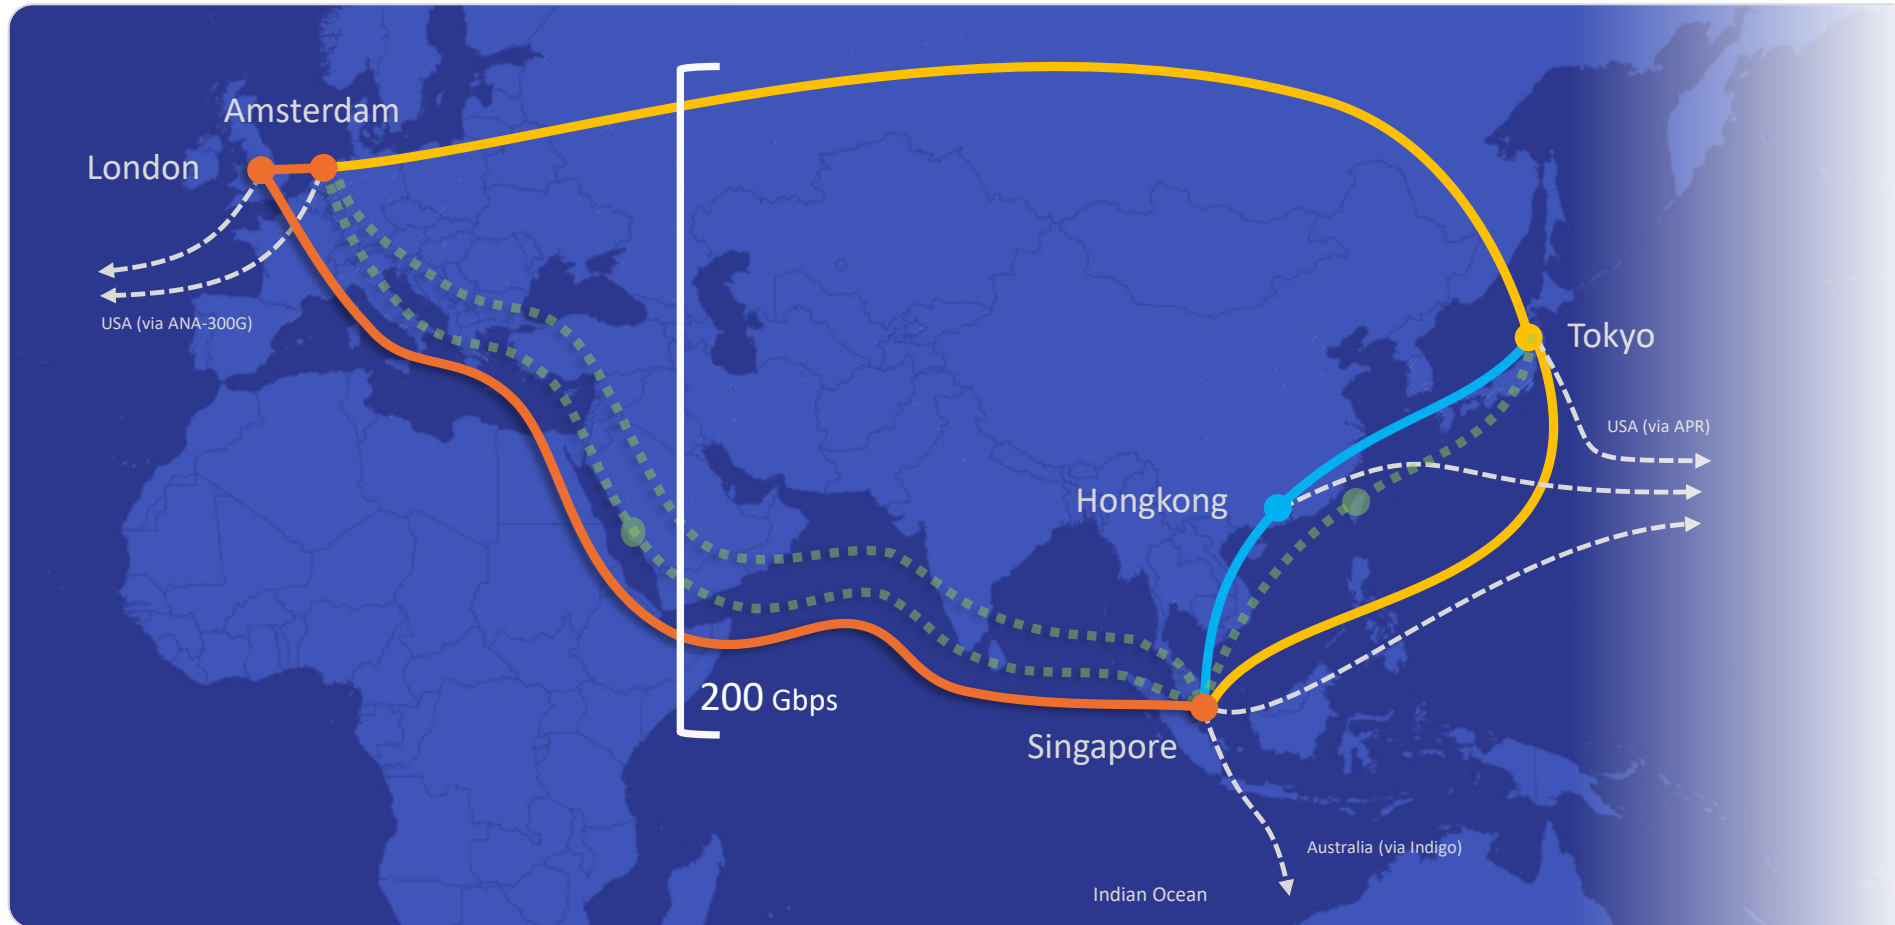 Amsterdam
London
USA (via ANA-300G)
Tokyo
USA (via APR)
Hongkong
200 Gbps
Singapore
Australia (via Indigo)
Indian Ocean